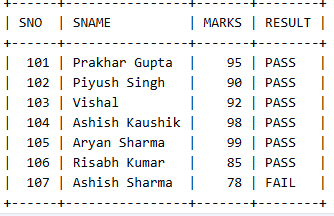 +------+----------------+-------+--------+
| SNO | SNAME | MARKS | RESULT |
+------+----------------+-------+--------+
| 101 | Prakhar Gupta | 95 | PASS |
| 102 | Piyush Singh | 90 | PASS |
| 103 | Vishal | 92 | PASS |
| 104 | Ashish Kaushik | 98 | PASS |
| 105 | Aryan Sharma | 99 | PASS |
| 106 | Risabh Kumar | 85 | PASS |
| 107 | Ashish Sharma | 78 | FAIL |
+------+----------------+-------+--------+